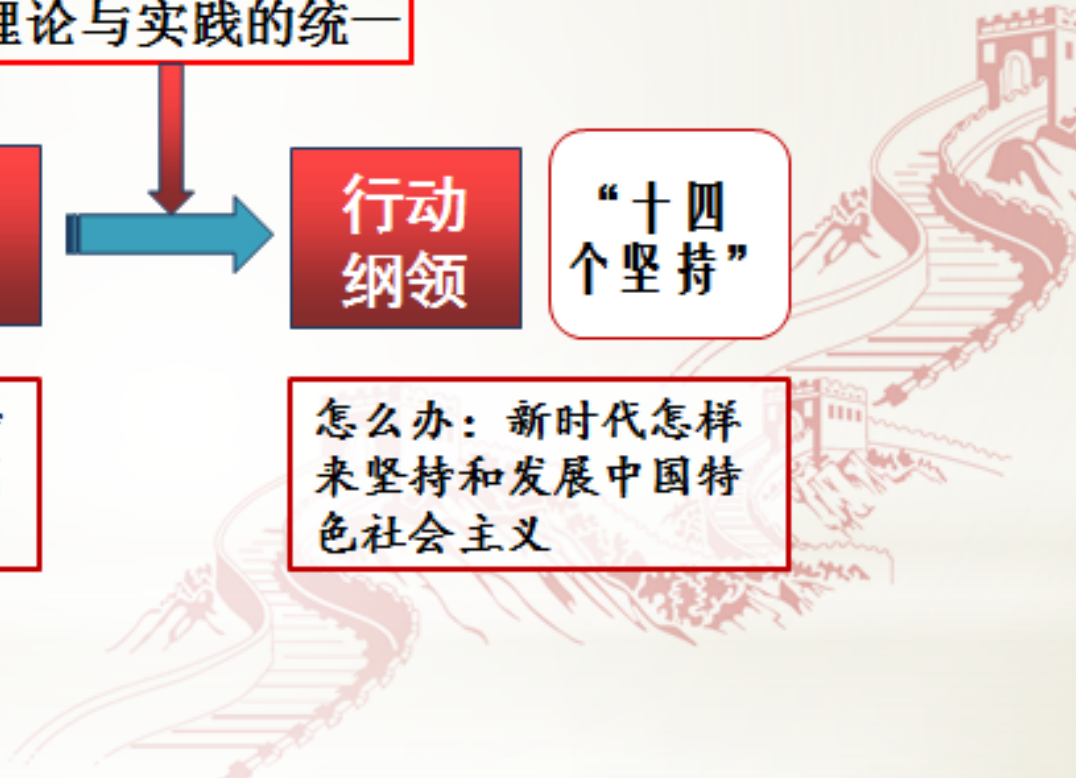 理论与实践的统一
行动
纲领
“十四
个坚持”
怎么办：新时代怎样
来坚持和发展中国特
色社会主义